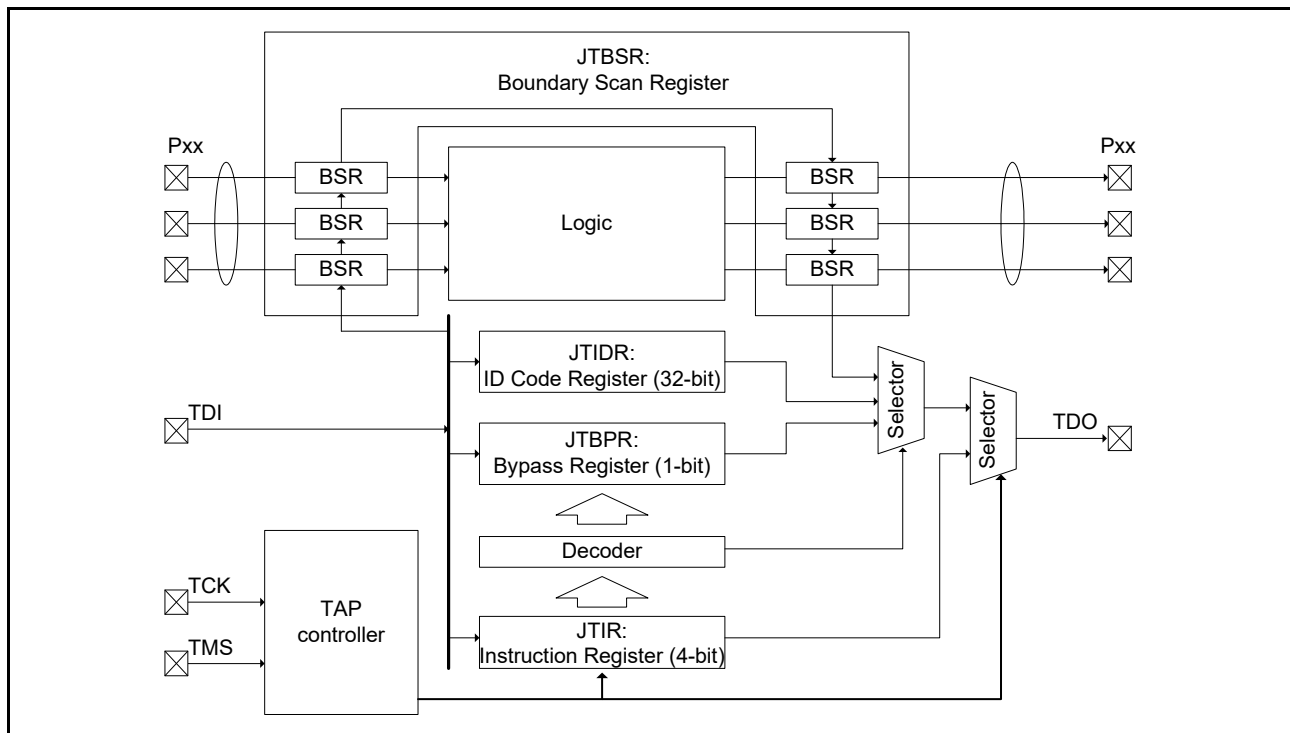 JTBSR:
Boundary Scan Register
Pxx
Pxx
BSR
BSR
BSR
BSR
BSR
BSR
Logic
JTIDR:
ID Code Register (32-bit)
Selector
Selector
TDI
TDO
JTBPR:
Bypass Register (1-bit)
Decoder
TCK
TMS
TAP
controller
JTIR:
Instruction Register (4-bit)